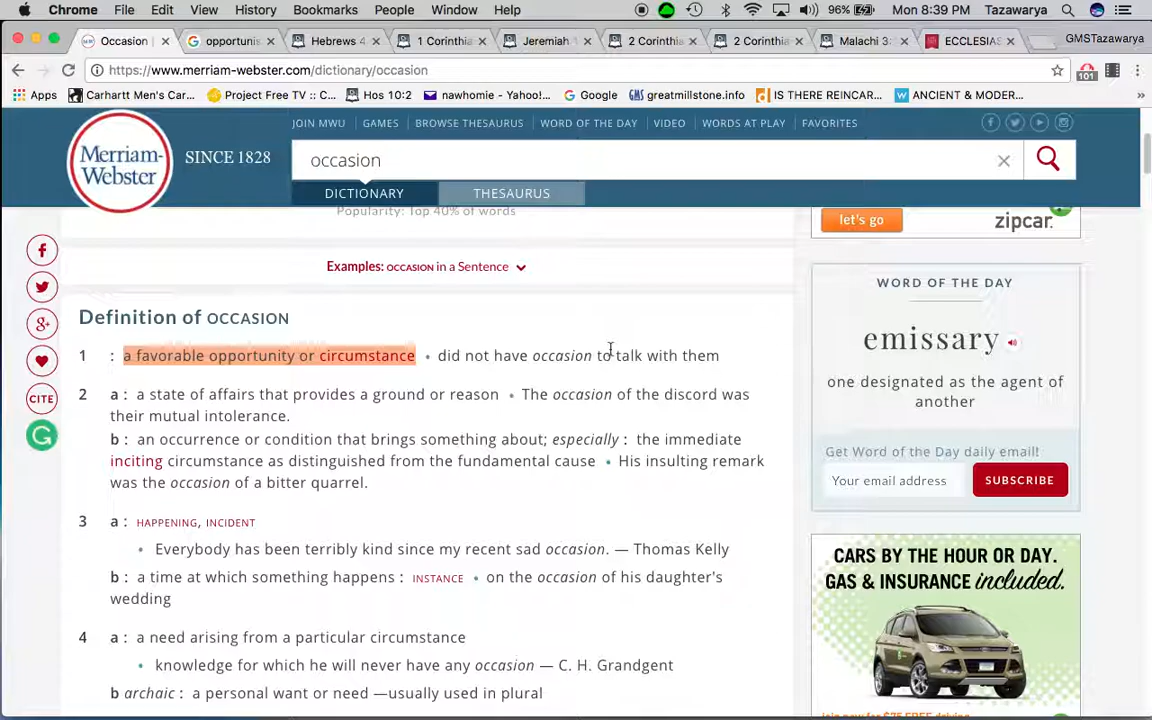 Chrome File Edit View History Bookmarks People Window Help 96% Mon 8:39 PM Tazawarya
Occasion | opportunis Hebrews 4 1 Corinthia Jeremiah 2 Corinthia 2 Corinthia Malachi 3: ECCLESIAS GMSTazawarya
https://www.merriam-webster.com/dictionary/occasion
101
Apps Carhartt Men's Car... Project Free TV :: C... Hos 10:2 nawhomie - Yahoo!... Google GMS greatmillstone.info IS THERE REINCAR... W ANCIENT & MODER... »
JOIN MWU GAMES BROWSE THESAURUS WORD OF THE DAY VIDEO WORDS AT PLAY FAVORITES
Merriam-
Webster
SINCE 1828
occasion
DICTIONARY THESAURUS
Popularity: Top 40% of words
let's go zipcar.
Examples: OCCASION in a Sentence
WORD OF THE DAY
emissary
one designated as the agent of
another
Get Word of the Day daily email!
Your email address SUBSCRIBE
Definition of OCCASION
1 : a favorable opportunity or circumstance • did not have occasion to talk with them
2 a : a state of affairs that provides a ground or reason • The occasion of the discord was
their mutual intolerance.
b : an occurrence or condition that brings something about; especially : the immediate
inciting circumstance as distinguished from the fundamental cause • His insulting remark
was the occasion of a bitter quarrel.
3 a : HAPPENING, INCIDENT
• Everybody has been terribly kind since my recent sad occasion. — Thomas Kelly
b : a time at which something happens : INSTANCE • on the occasion of his daughter's
wedding
4 a : a need arising from a particular circumstance
• knowledge for which he will never have any occasion — C. H. Grandgent
b archaic : a personal want or need —usually used in plural
CITE
CARS BY THE HOUR OR DAY.
GAS & INSURANCE included.